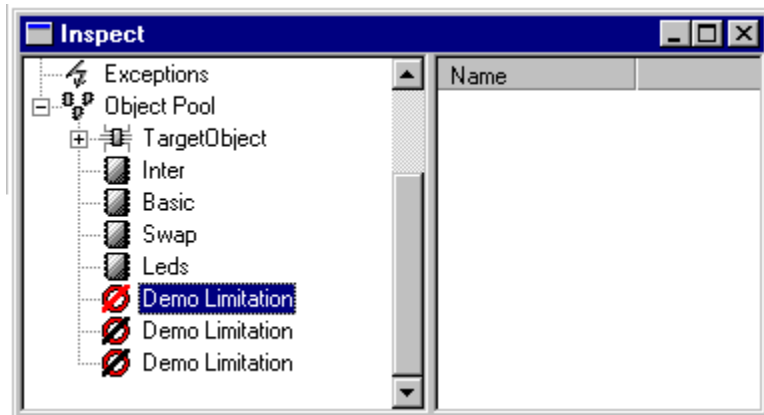 Inspect
Exceptions
Object Pool
TargetObject
Inter
Basic
Swap
Leds
Demo Limitation
Demo Limitation
Demo Limitation
Name